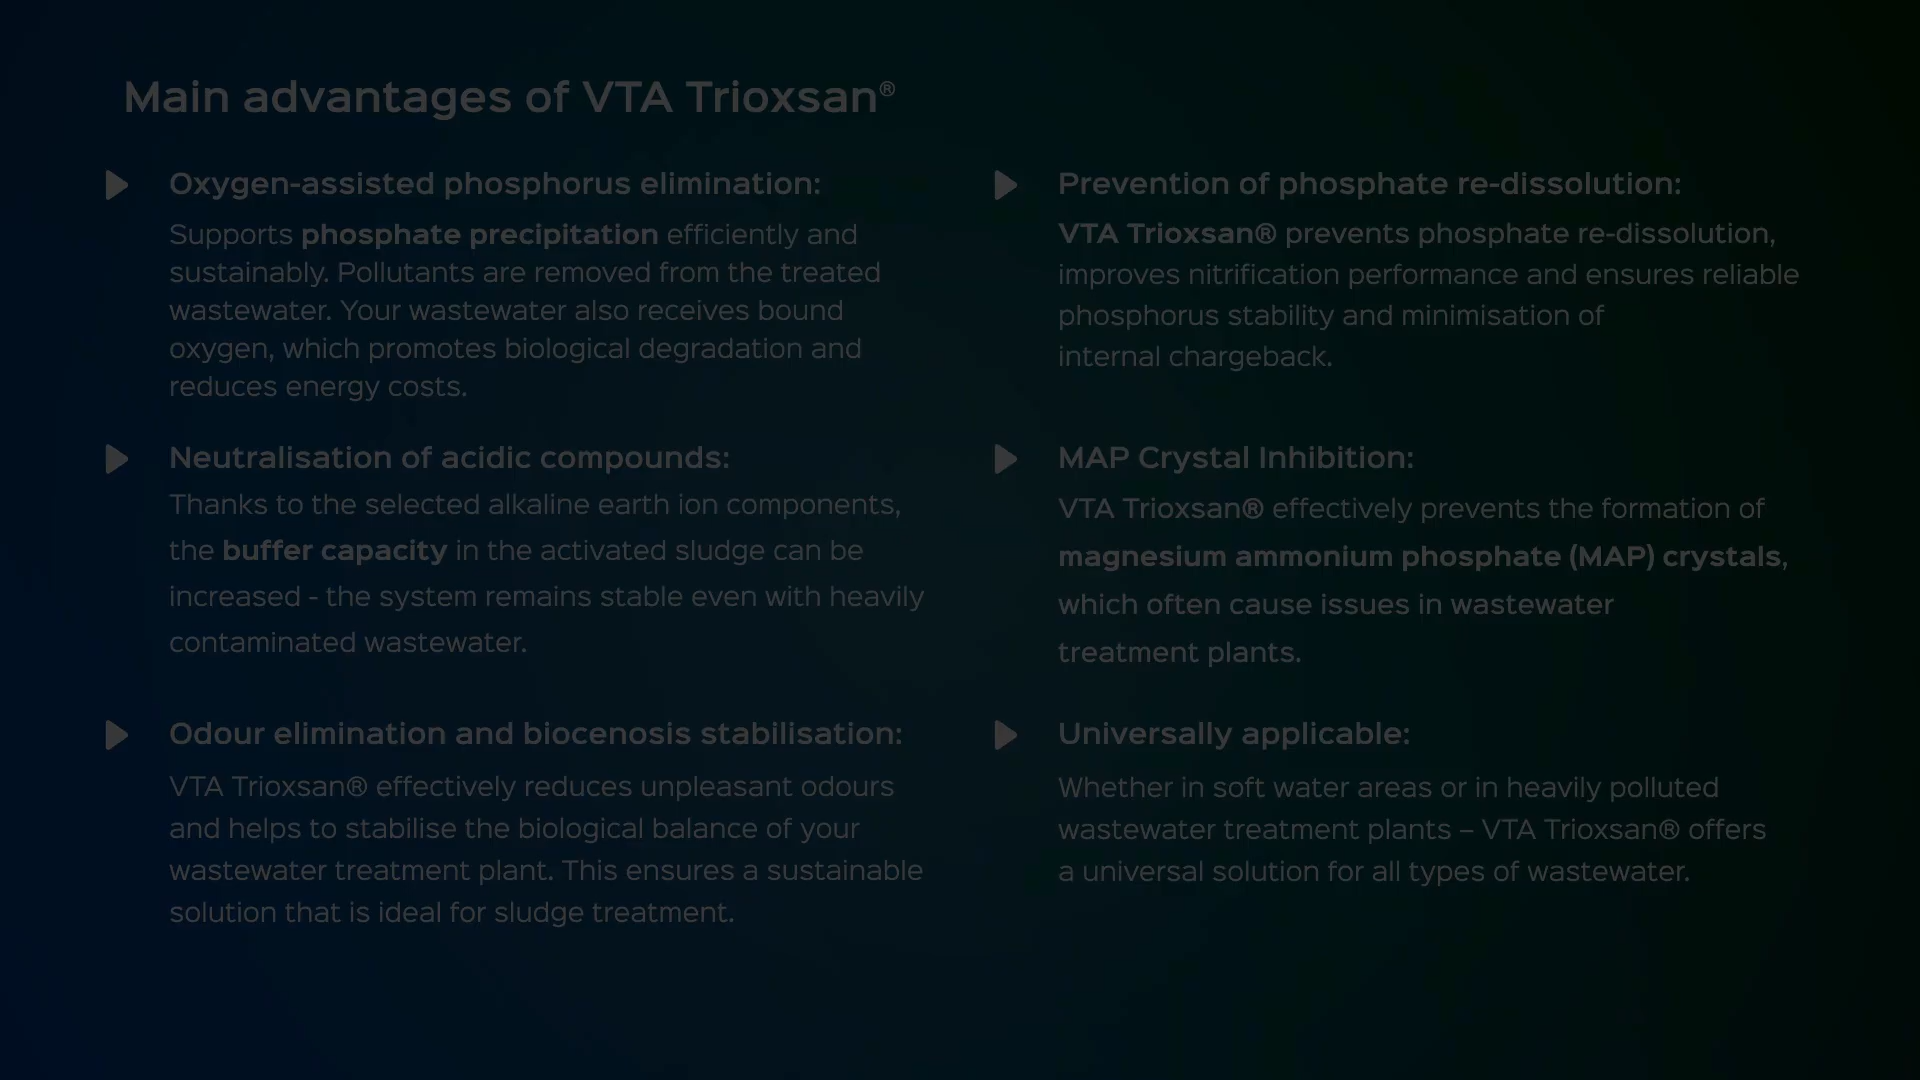 Main advantages of VTA Trioxsan®
Oxygen-assisted phosphorus elimination:
Supports phosphate precipitation efficiently and
sustainably. Pollutants are removed from the treated
wastewater. Your wastewater also receives bound
oxygen, which promotes biological degradation and
reduces energy costs.
Neutralisation of acidic compounds:
Thanks to the selected alkaline earth ion components,
the buffer capacity in the activated sludge can be
increased - the system remains stable even with heavily
contaminated wastewater.
Odour elimination and biocenosis stabilisation:
VTA Trioxsan® effectively reduces unpleasant odours
and helps to stabilise the biological balance of your
wastewater treatment plant. This ensures a sustainable
solution that is ideal for sludge treatment.
Prevention of phosphate re-dissolution:
VTA Trioxsan® prevents phosphate re-dissolution,
improves nitrification performance and ensures reliable
phosphorus stability and minimisation of
internal chargeback.
MAP Crystal Inhibition:
VTA Trioxsan® effectively prevents the formation of
magnesium ammonium phosphate (MAP) crystals,
which often cause issues in wastewater
treatment plants.
Universally applicable:
Whether in soft water areas or in heavily polluted
wastewater treatment plants – VTA Trioxsan® offers
a universal solution for all types of wastewater.